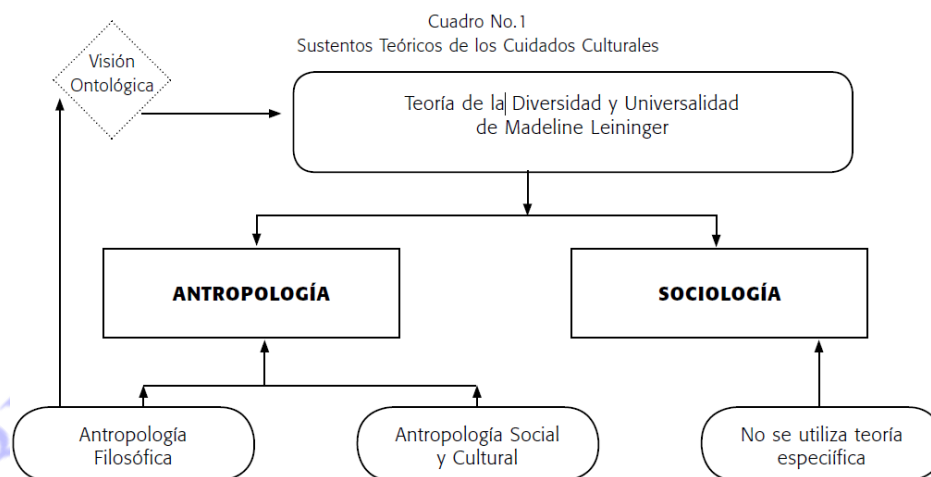 Cuadro No.1
Sustentos Teóricos de los Cuidados Culturales
Visión
Ontológica
Teoría de la Diversidad y Universalidad
de Madeline Leininger
ANTROPOLOGÍA
SOCIOLOGÍA
Antropología
Filosófica
Antropología Social
y Cultural
No se utiliza teoría
especiífica